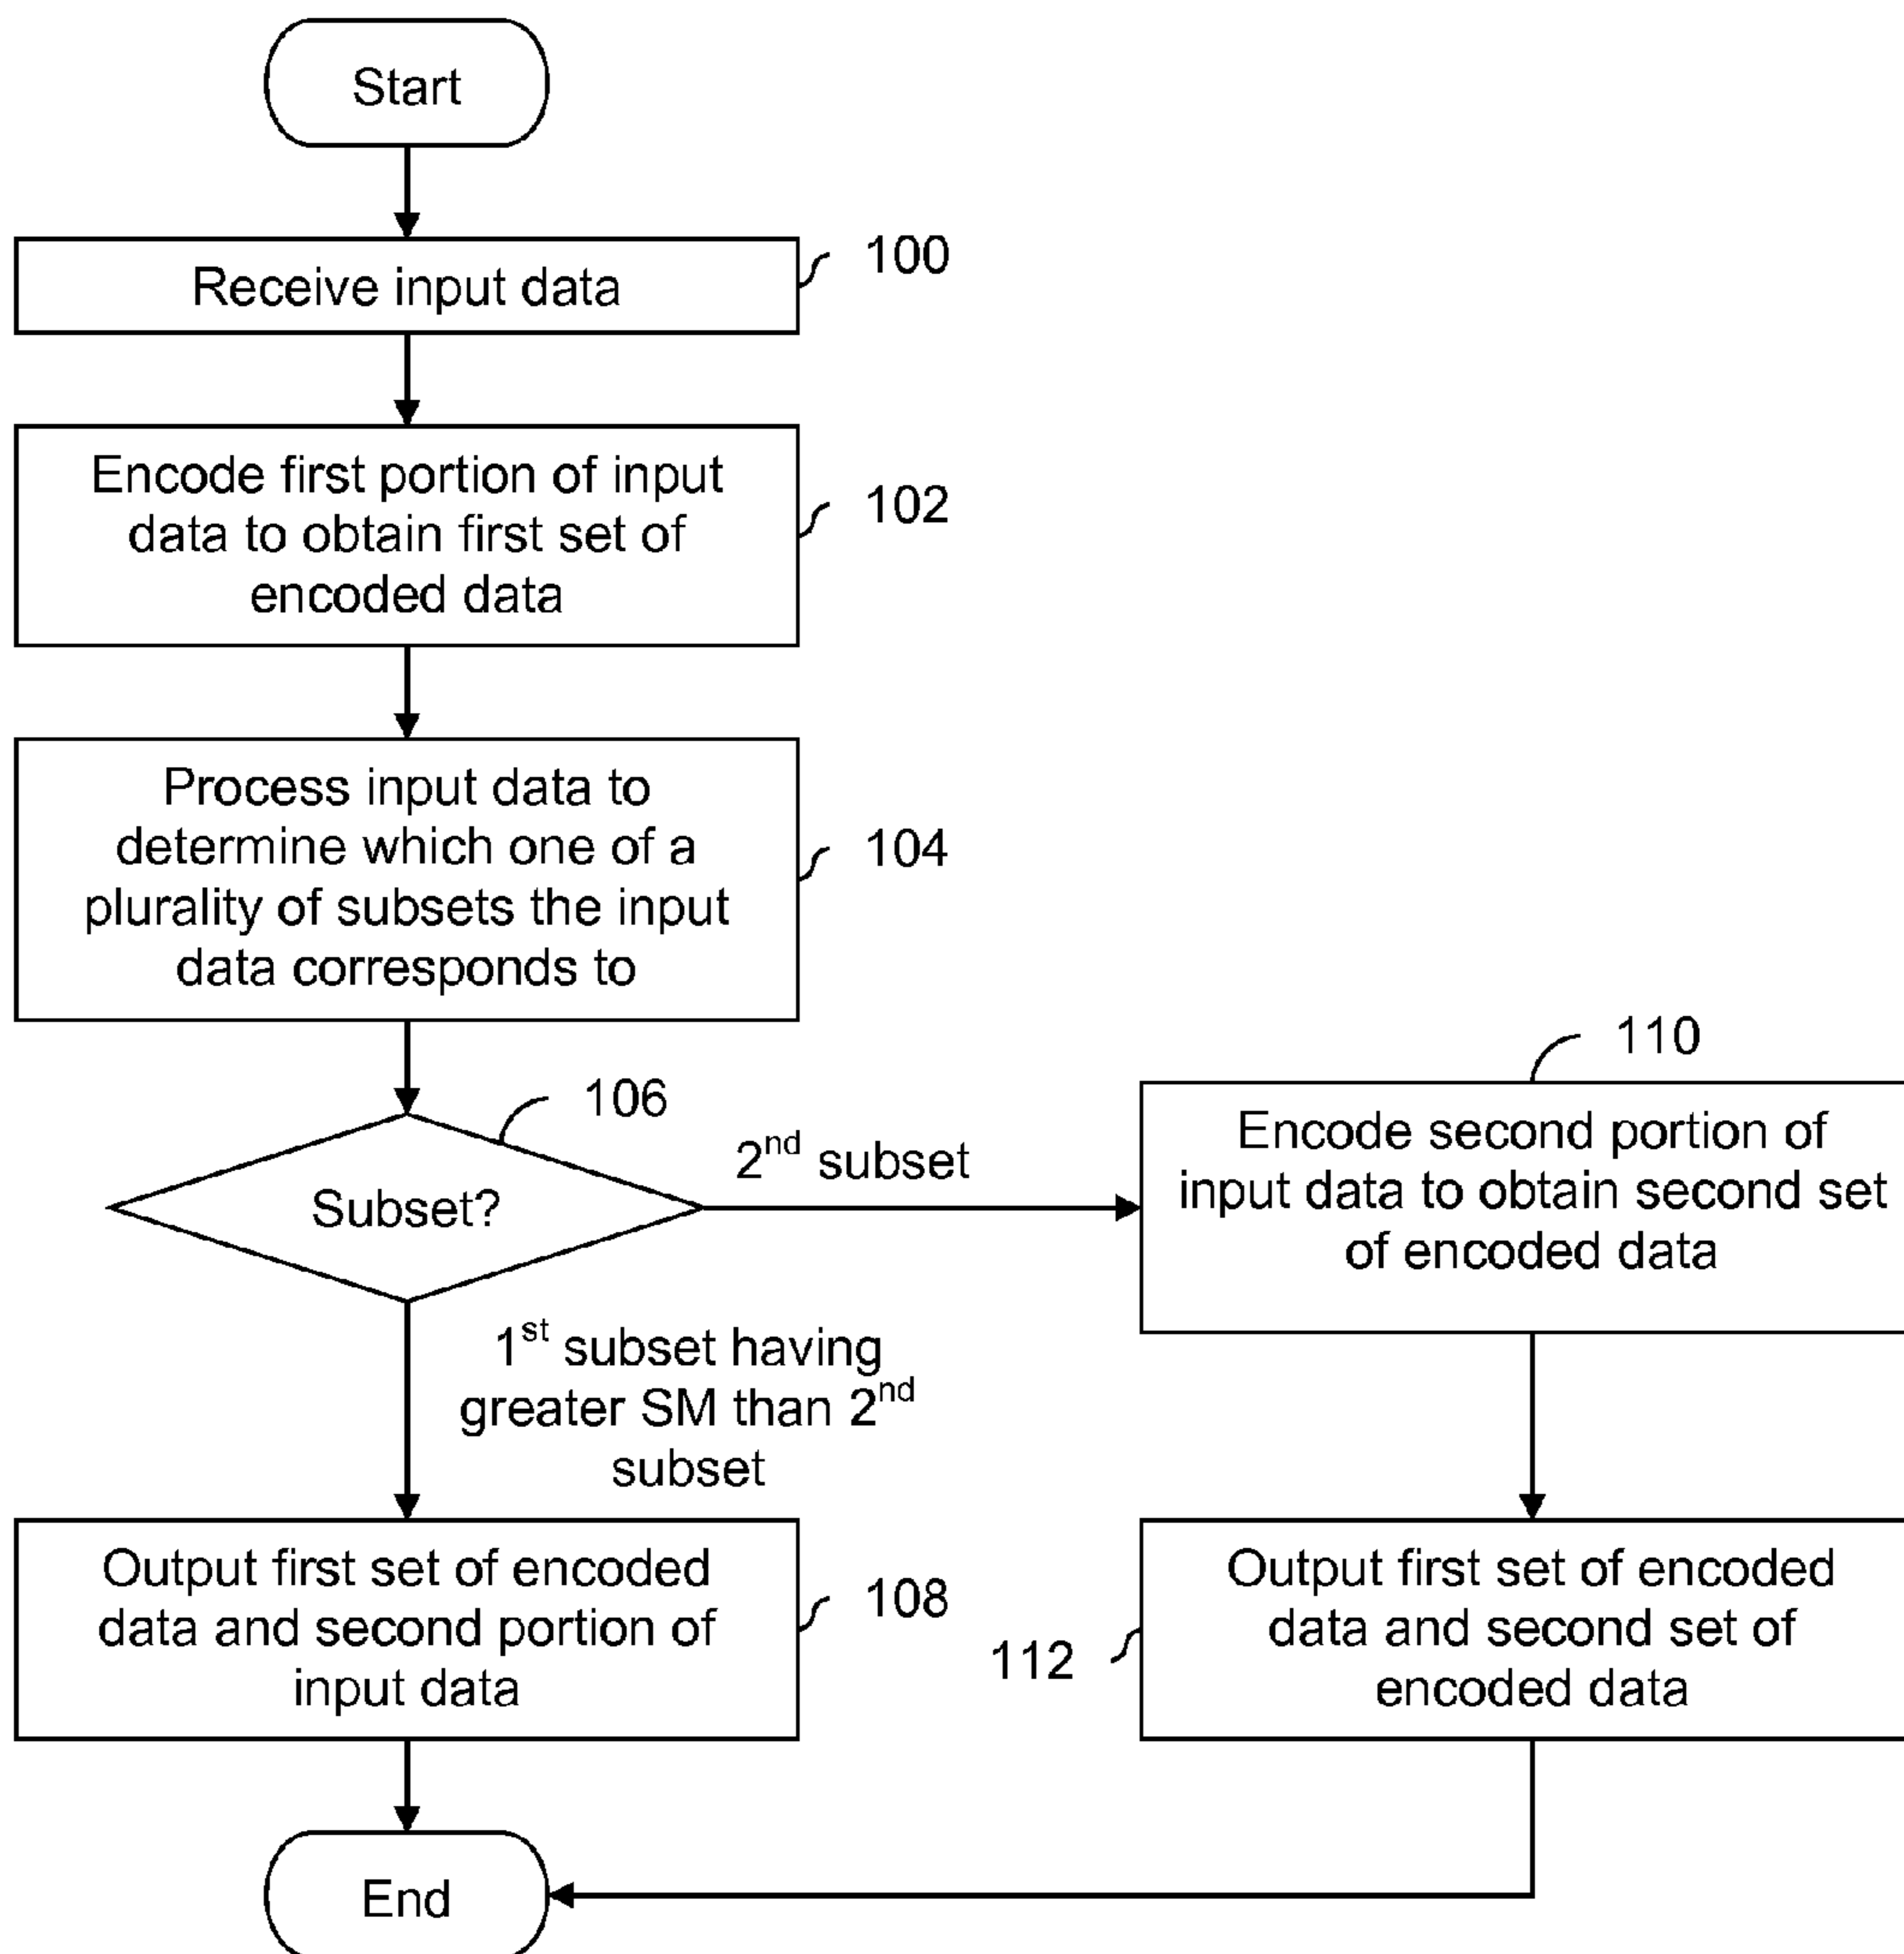 Start
Receive input data
100
Encode first portion of input
data to obtain first set of
encoded data
102
Process input data to
determine which one of a
plurality of subsets the input
data corresponds to
104
106
Subset?
2nd subset
110
Encode second portion of
input data to obtain second set
of encoded data
1st subset having
greater SM than 2nd
subset
Output first set of encoded
data and second portion of
input data
108
112
Output first set of encoded
data and second set of
encoded data
End